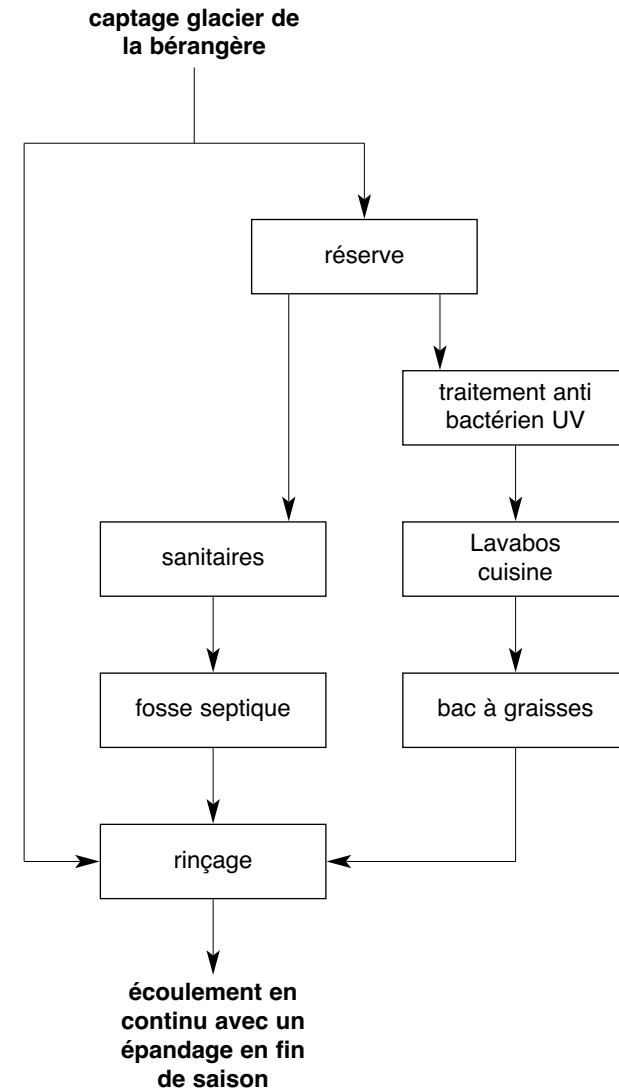 captage glacier de
la bérangère
réserve
traitement anti
bactérien UV
sanitaires
Lavabos
cuisine
fosse septique
bac à graisses
rinçage
écoulement en
continu avec un
épandage en fin
de saison